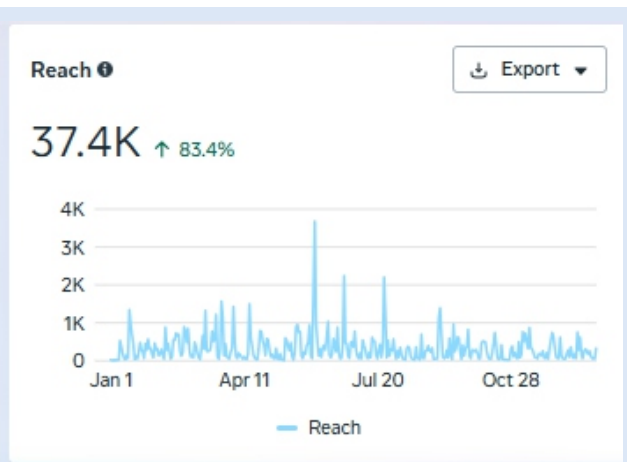 Reach
Export
37.4K ↑ 83.4%
4K
3K
2K
1K
0
Jan 1 Apr 11 Jul 20 Oct 28
Reach